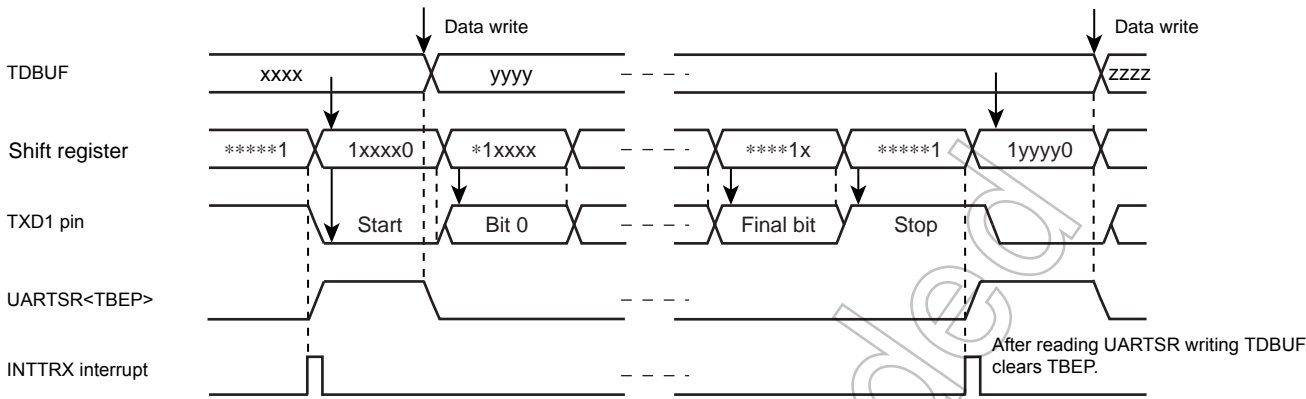 Data write
Data write
TDBUF
xxxx
yyyy
zzzz
Shift register
*****1
1xxxx0
*1xxxx
****1x
*****1
1yyyy0
TXD1 pin
Start
Bit 0
Final bit
Stop
UARTSR<TBEP>
After reading UARTSR writing TDBUF
clears TBEP.
INTTRX interrupt